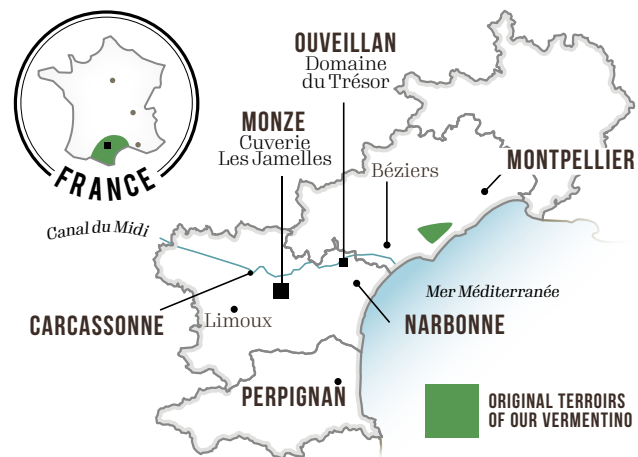 FRANCE
OUVEILLAN
Domaine
du Trésor
MONZE
Cuverie
Les Jamelles
Béziers
MONTPELLIER
Canal du Midi
Mer Méditerranée
CARCASSONNE
Limoux
NARBONNE
PERPIGNAN
ORIGINAL TERROIRS
OF OUR VERMENTINO